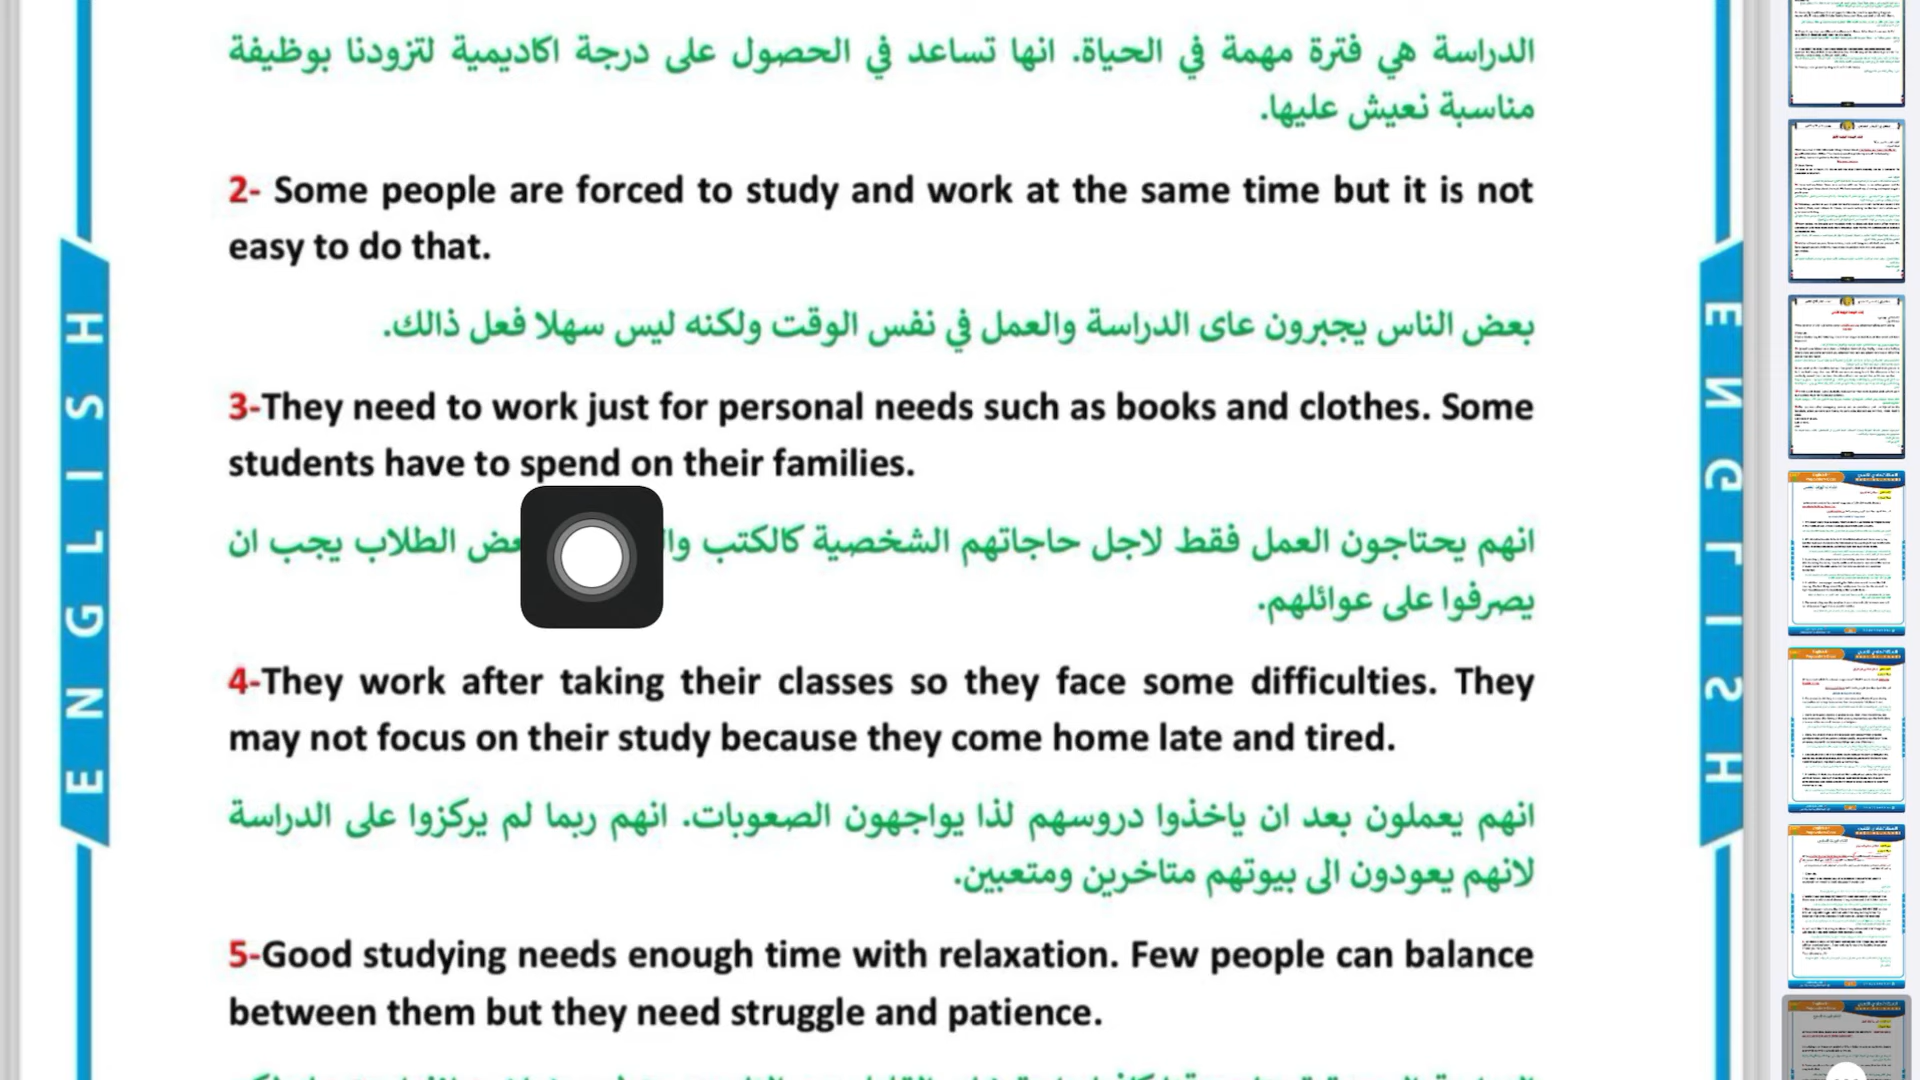 الدراسة هي فترة مهمة في الحياة. انها تساعد في الحصول على درجة اكاديمية لتزودنا بوظيفة
مناسبة نعيش عليها.
2- Some people are forced to study and work at the same time but it is not
easy to do that.
بعض الناس يجبرون عاى الدراسة والعمل في نفس الوقت ولكنه ليس سهلا فعل ذالك.
3-They need to work just for personal needs such as books and clothes. Some
students have to spend on their families.
انهم يحتاجون العمل فقط لاجل حاجاتهم الشخصية كالكتب الطلاب يجب ان
يصرفوا على عوائلهم.
4-They work after taking their classes so they face some difficulties. They
may not focus on their study because they come home late and tired.
انهم يعملون بعد ان ياخذوا دروسهم لذا يواجهون الصعوبات. انهم ربما لم يركزوا على الدراسة
لانهم يعودون الى بيوتهم متاخرين ومتعبين.
5-Good studying needs enough time with relaxation. Few people can balance
between them but they need struggle and patience.
ENGLISH
ENGLISH